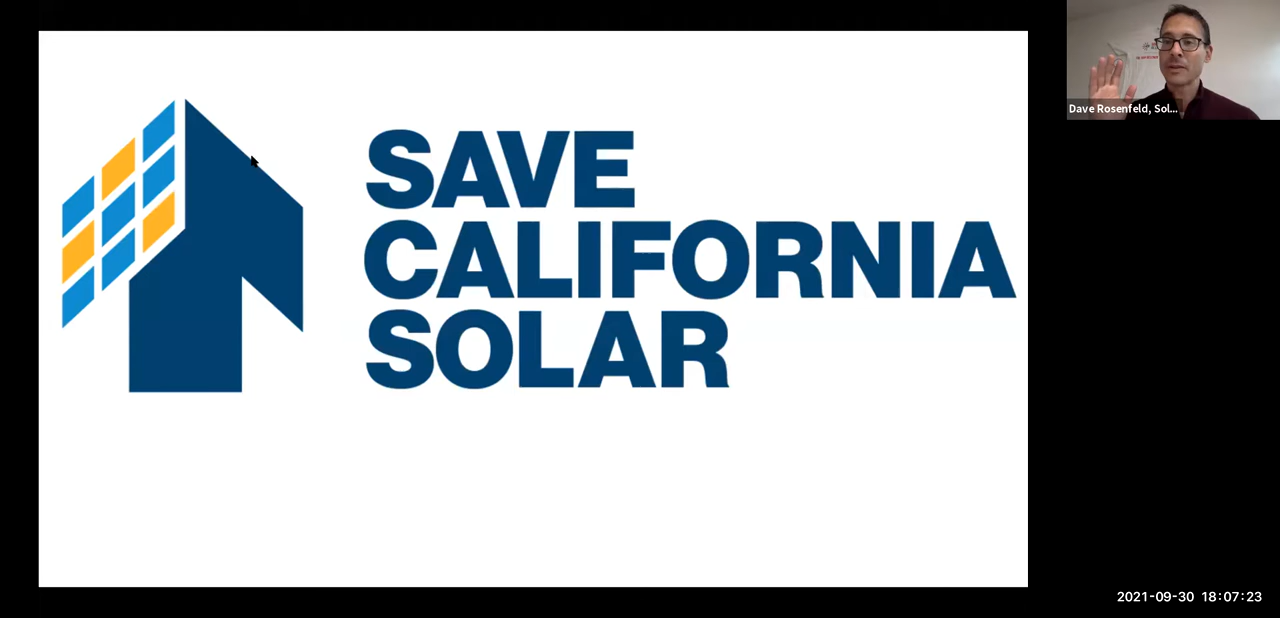 SAVE
CALIFORNIA
SOLAR
Dave Rosenfeld, Sol...
2021-09-30 18:07:23